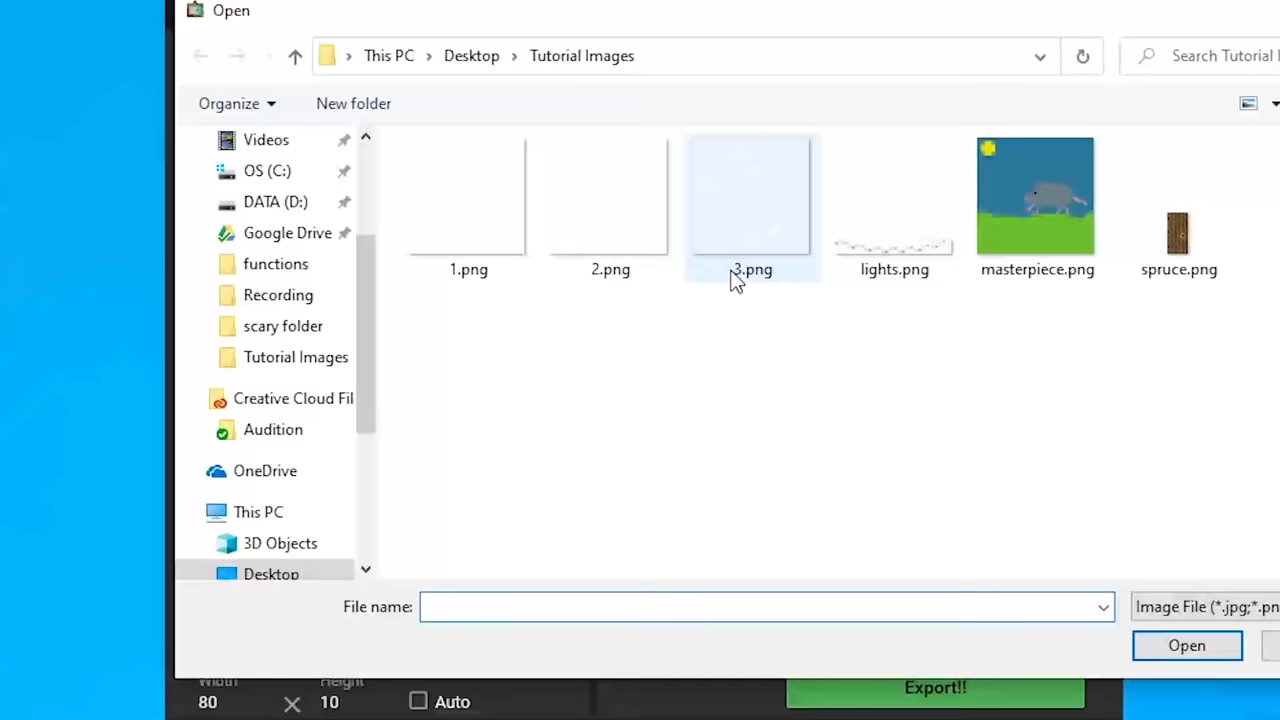 Open
This PC
Desktop
Tutorial Images
Search Tutorial
Organize
New folder
Videos
OS (C:)
DATA (D:)
Google Drive
functions
Recording
scary folder
Tutorial Images
Creative Cloud Fil
Audition
OneDrive
This PC
3D Objects
Desktop
1.png
2.png
3.png
lights.png
masterpiece.png
spruce.png
File name:
Image File (*.jpg;*.pn
Open
Width
Height
80
10
Auto
Export!!